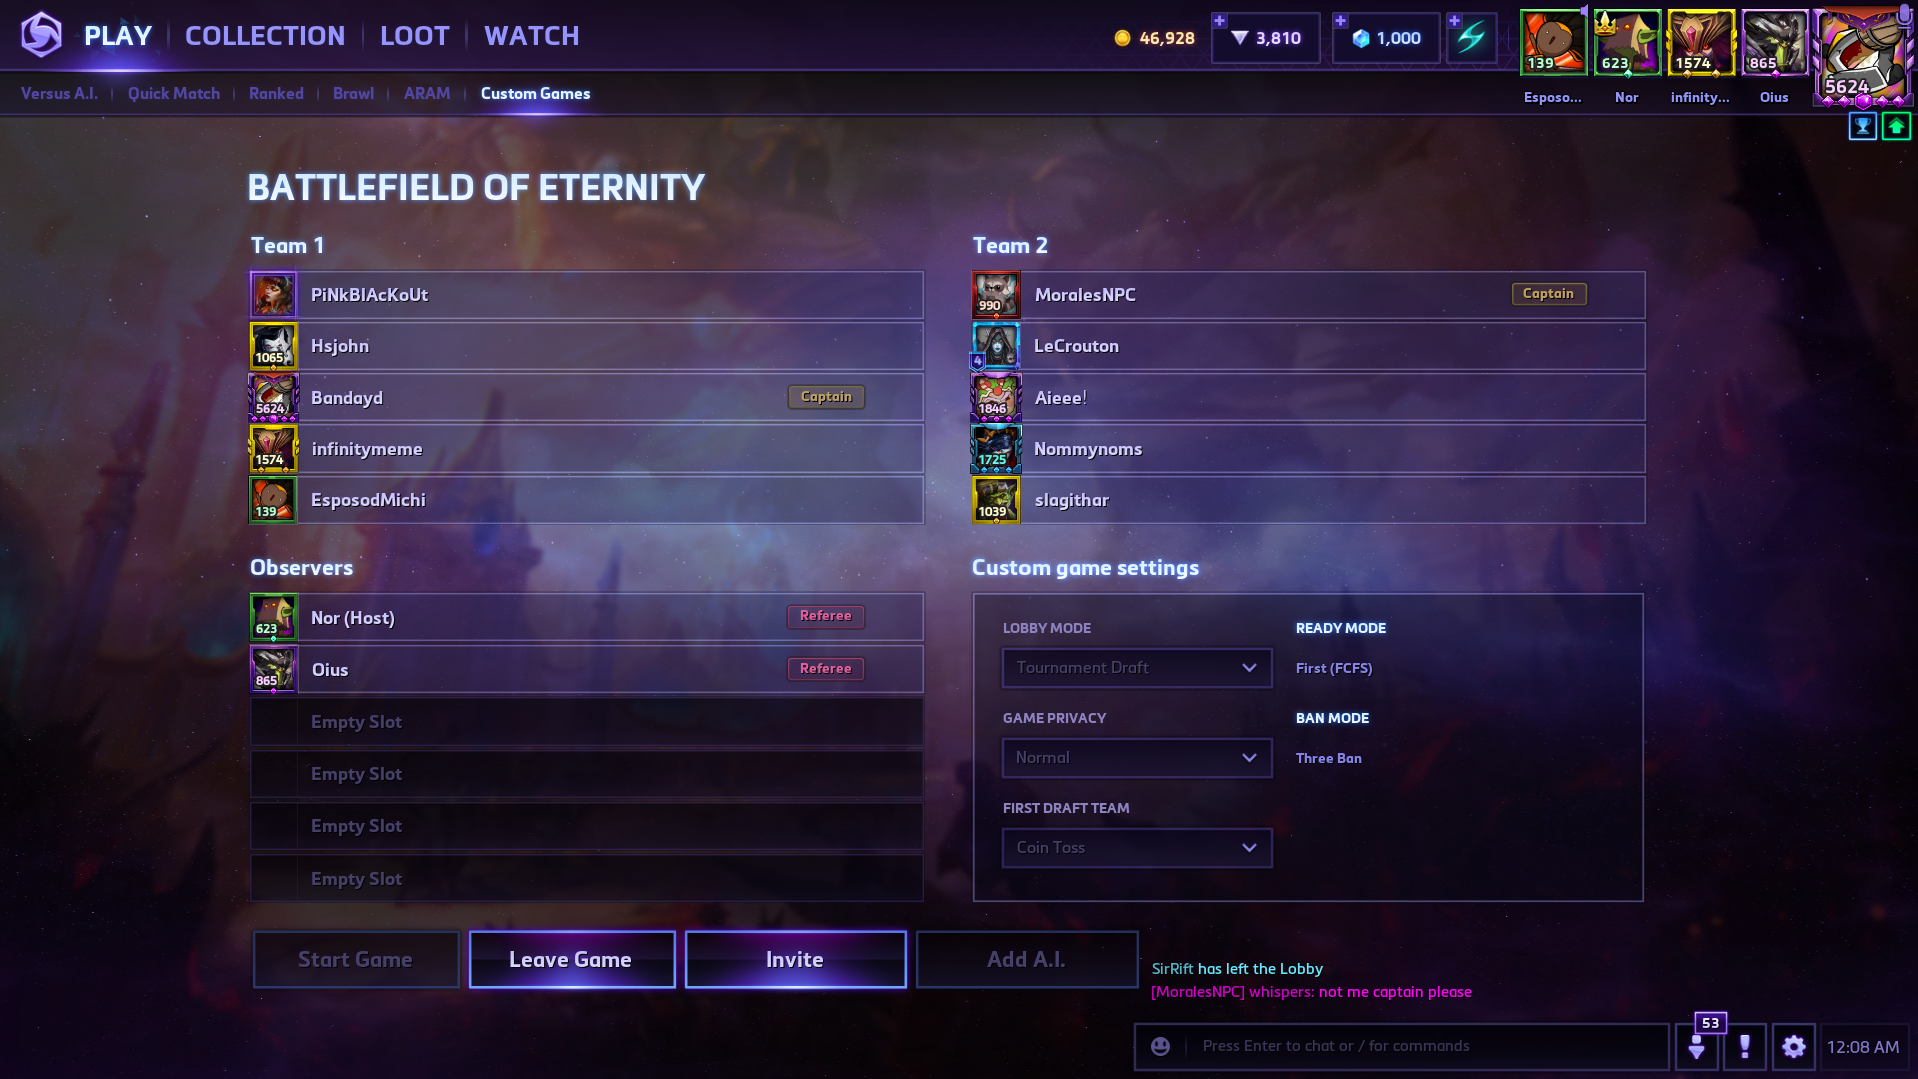 PLAY COLLECTION LOOT WATCH
46,928 3,810 1,000
139 623 1574 865 5624
Esposo... Nor infinity... Oius
Versus A.I. Quick Match Ranked Brawl ARAM Custom Games
BATTLEFIELD OF ETERNITY
Team 1
PiNkBlAcKoUt
1065 Hsjohn
5624 Bandayd Captain
1574 infinitymeme
139 EsposodMichi
Team 2
990 MoralesNPC Captain
4 LeCrouton
1846 Aieee!
1725 Nommynoms
1039 slagithar
Observers
623 Nor (Host) Referee
865 Oius Referee
Empty Slot
Empty Slot
Empty Slot
Empty Slot
Custom game settings
LOBBY MODE READY MODE
Tournament Draft First (FCFS)
GAME PRIVACY BAN MODE
Normal Three Ban
FIRST DRAFT TEAM
Coin Toss
Start Game Leave Game Invite Add A.I.
SirRift has left the Lobby
[MoralesNPC] whispers: not me captain please
Press Enter to chat or / for commands
53
12:08 AM